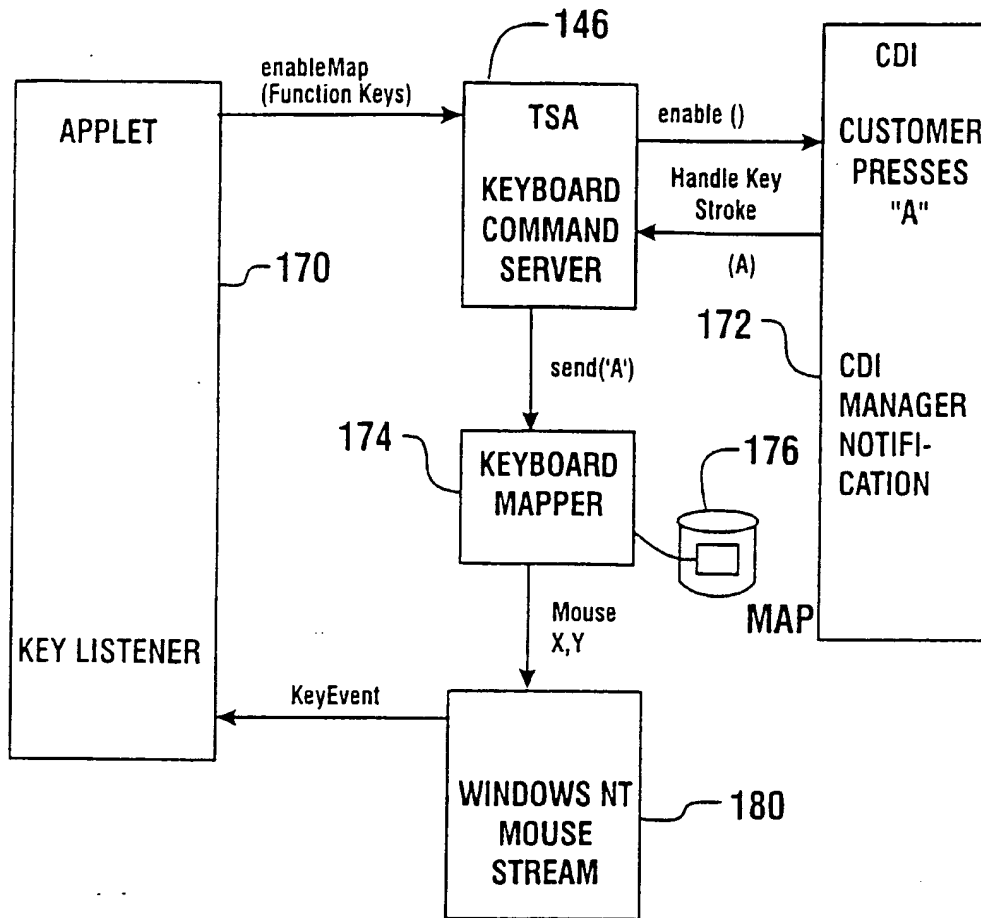 146
enableMap
(Function Keys)
APPLET
TSA
KEYBOARD
COMMAND
SERVER
enable ()
Handle Key
Stroke
(A)
CDI
CUSTOMER
PRESSES
"A"
170
172
CDI
MANAGER
NOTIFI-
CATION
send('A')
174
KEYBOARD
MAPPER
176
MAP
Mouse
X,Y
KEY LISTENER
KeyEvent
WINDOWS NT
MOUSE
STREAM
180